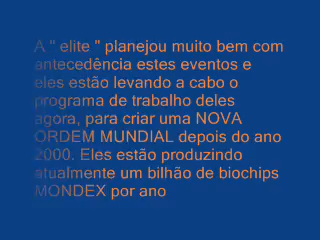 A " elite " planejou muito bem com
antecedência estes eventos e
eles estão levando a cabo o
programa de trabalho deles
agora, para criar uma NOVA
ORDEM MUNDIAL depois do ano
2000. Eles estão produzindo
atualmente um bilhão de biochips
MONDEX por ano